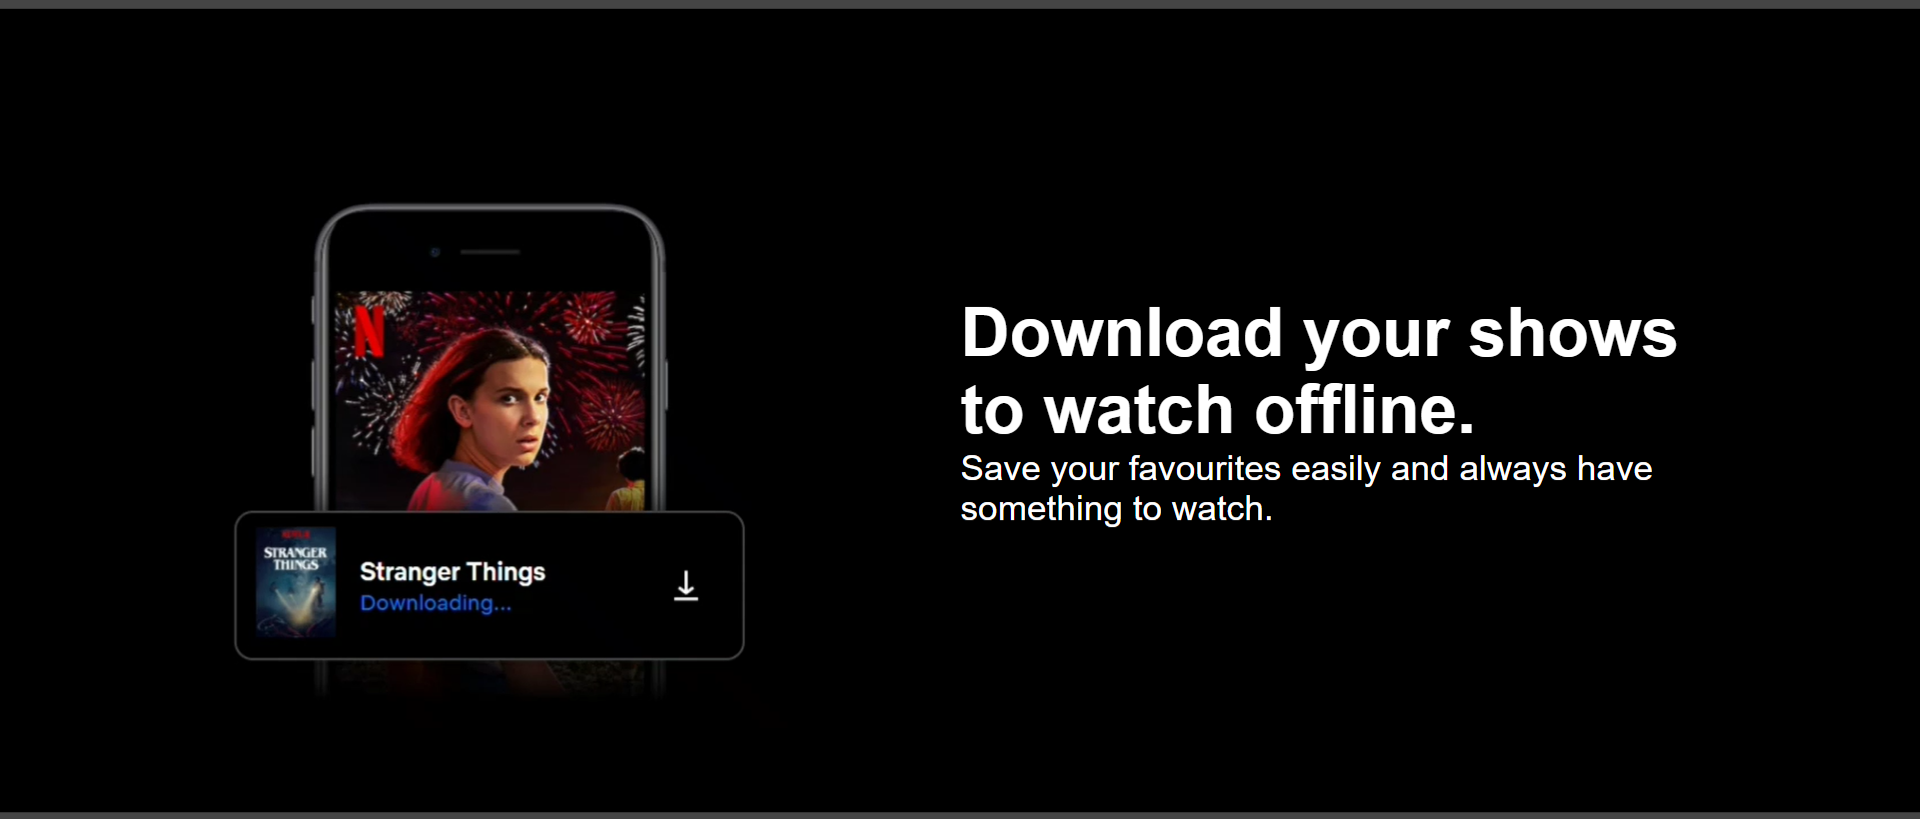 N
Download your shows
to watch offline.
Save your favourites easily and always have
something to watch.
NETFLIX
STRANGER
THINGS
Stranger Things
Downloading...